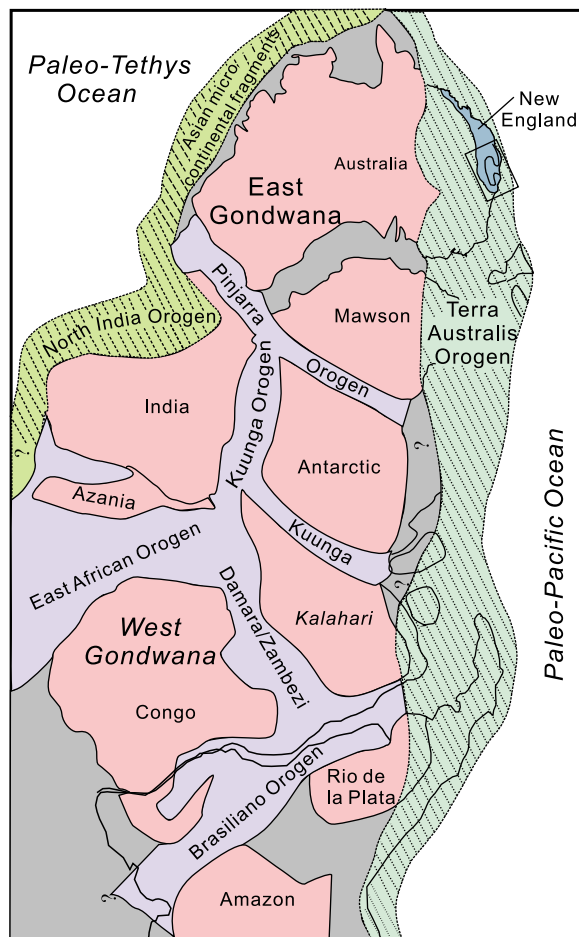 Paleo-Tethys
Ocean
Asian micro
continental fragments
New
England
Australia
East
Gondwana
Pinjarra
Orogen
North India Orogen
Mawson
Terra
Australis
Orogen
India
Kuunga Orogen
Antarctic
?
?
Azania
Kuunga
East African Orogen
Paleo-Pacific Ocean
?
Damara/Zambezi
Kalahari
West
Gondwana
Congo
Rio de
la Plata
Brasiliano Orogen
Amazon
?